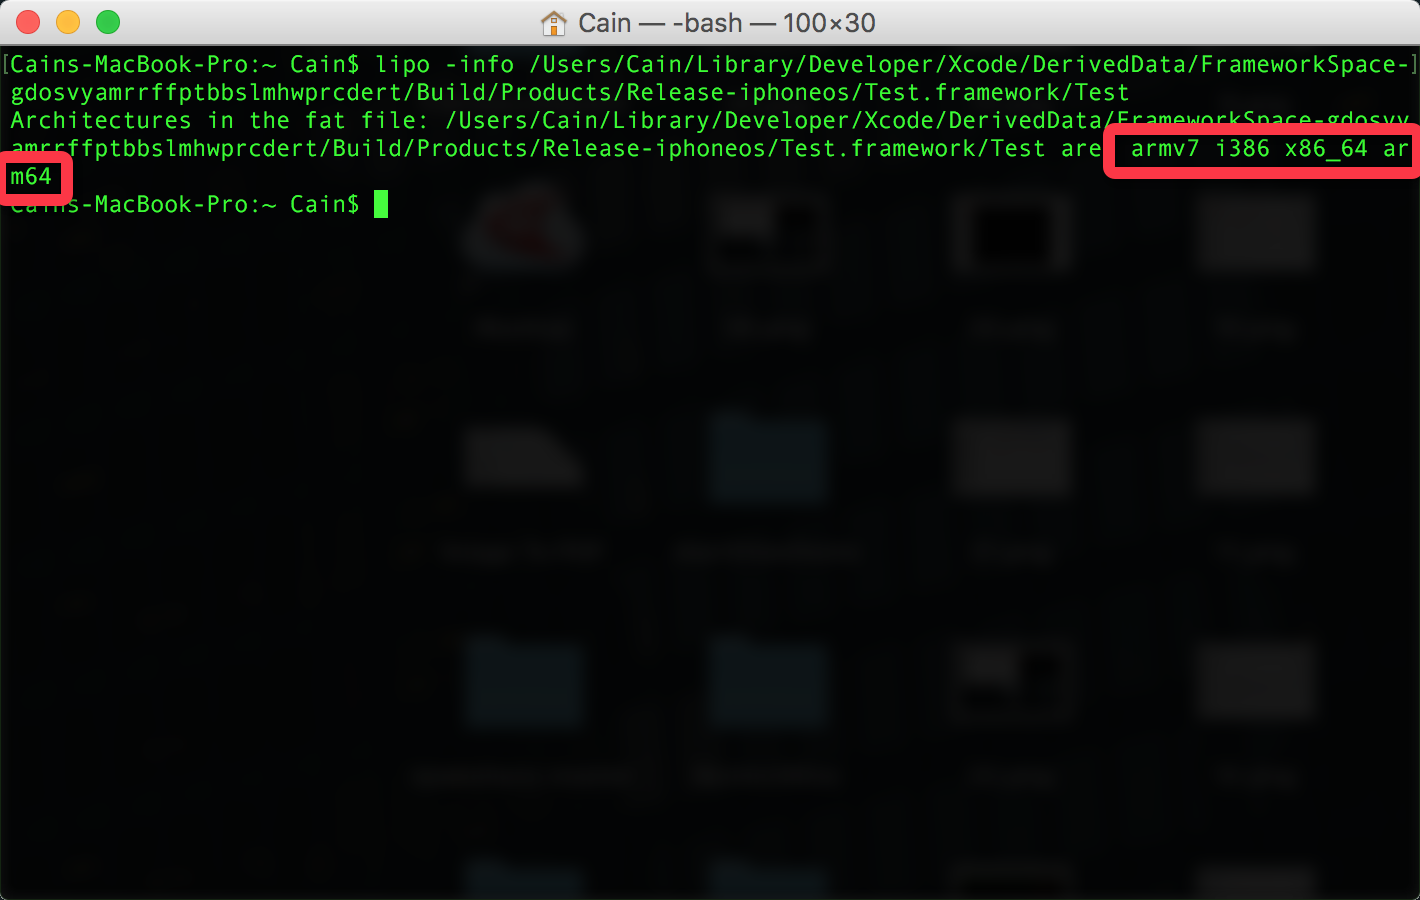 Cain — -bash — 100×30
Cains-MacBook-Pro:~ Cain$ lipo -info /Users/Cain/Library/Developer/Xcode/DerivedData/FrameworkSpace-
gdosvyamrrffptbbslmhwprcdert/Build/Products/Release-iphoneos/Test.framework/Test
Architectures in the fat file: /Users/Cain/Library/Developer/Xcode/DerivedData/FrameworkSpace-gdosvy
amrrffptbbslmhwprcdert/Build/Products/Release-iphoneos/Test.framework/Test are: armv7 i386 x86_64 ar
m64
Cains-MacBook-Pro:~ Cain$